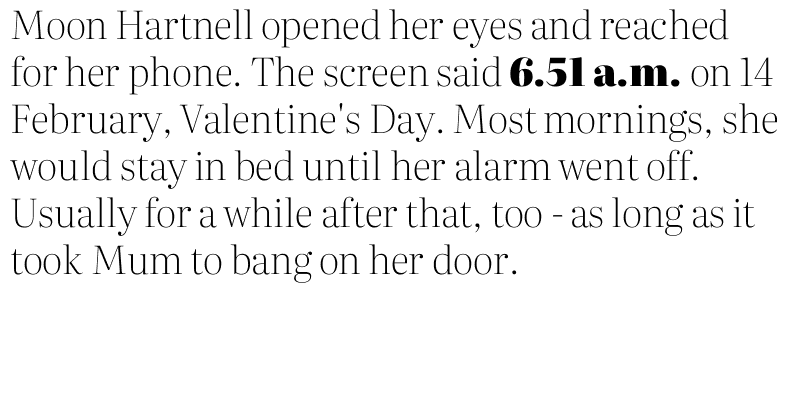 Moon Hartnell opened her eyes and reached
for her phone. The screen said 6.51 a.m. on 14
February, Valentine's Day. Most mornings, she
would stay in bed until her alarm went off.
Usually for a while after that, too - as long as it
took Mum to bang on her door.